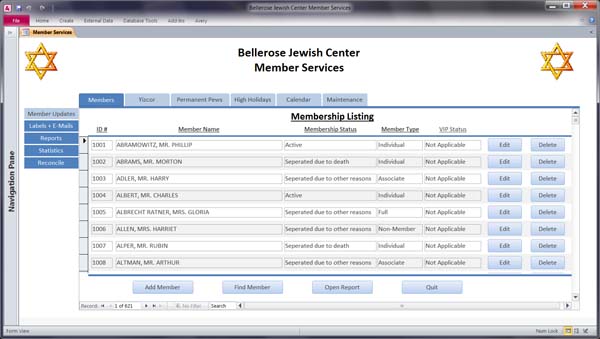 Bellerose Jewish Center Member Services
File Home Create External Data Database Tools Add-Ins Avery
Member Services
Bellerose Jewish Center
Member Services
Members Yizcor Permanent Pews High Holidays Calendar Maintenance
Member Updates
Labels + E-Mails
Reports
Statistics
Reconcile
Navigation Pane
Membership Listing
ID # Member Name Membership Status Member Type VIP Status
1001 ABRAMOWITZ, MR. PHILLIP Active Individual Not Applicable Edit Delete
1002 ABRAMS, MR. MORTON Seperated due to death Individual Not Applicable Edit Delete
1003 ADLER, MR. HARRY Seperated due to other reasons Associate Not Applicable Edit Delete
1004 ALBERT, MR. CHARLES Active Individual Not Applicable Edit Delete
1005 ALBRECHT RATNER, MRS. GLORIA Seperated due to other reasons Full Not Applicable Edit Delete
1006 ALLEN, MRS. HARRIET Seperated due to other reasons Non-Member Not Applicable Edit Delete
1007 ALPER, MR. RUBIN Seperated due to death Individual Not Applicable Edit Delete
1008 ALTMAN, MR. ARTHUR Seperated due to other reasons Associate Not Applicable Edit Delete
Add Member Find Member Open Report Quit
Record: 1 of 621 No Filter Search
Form View Num Lock